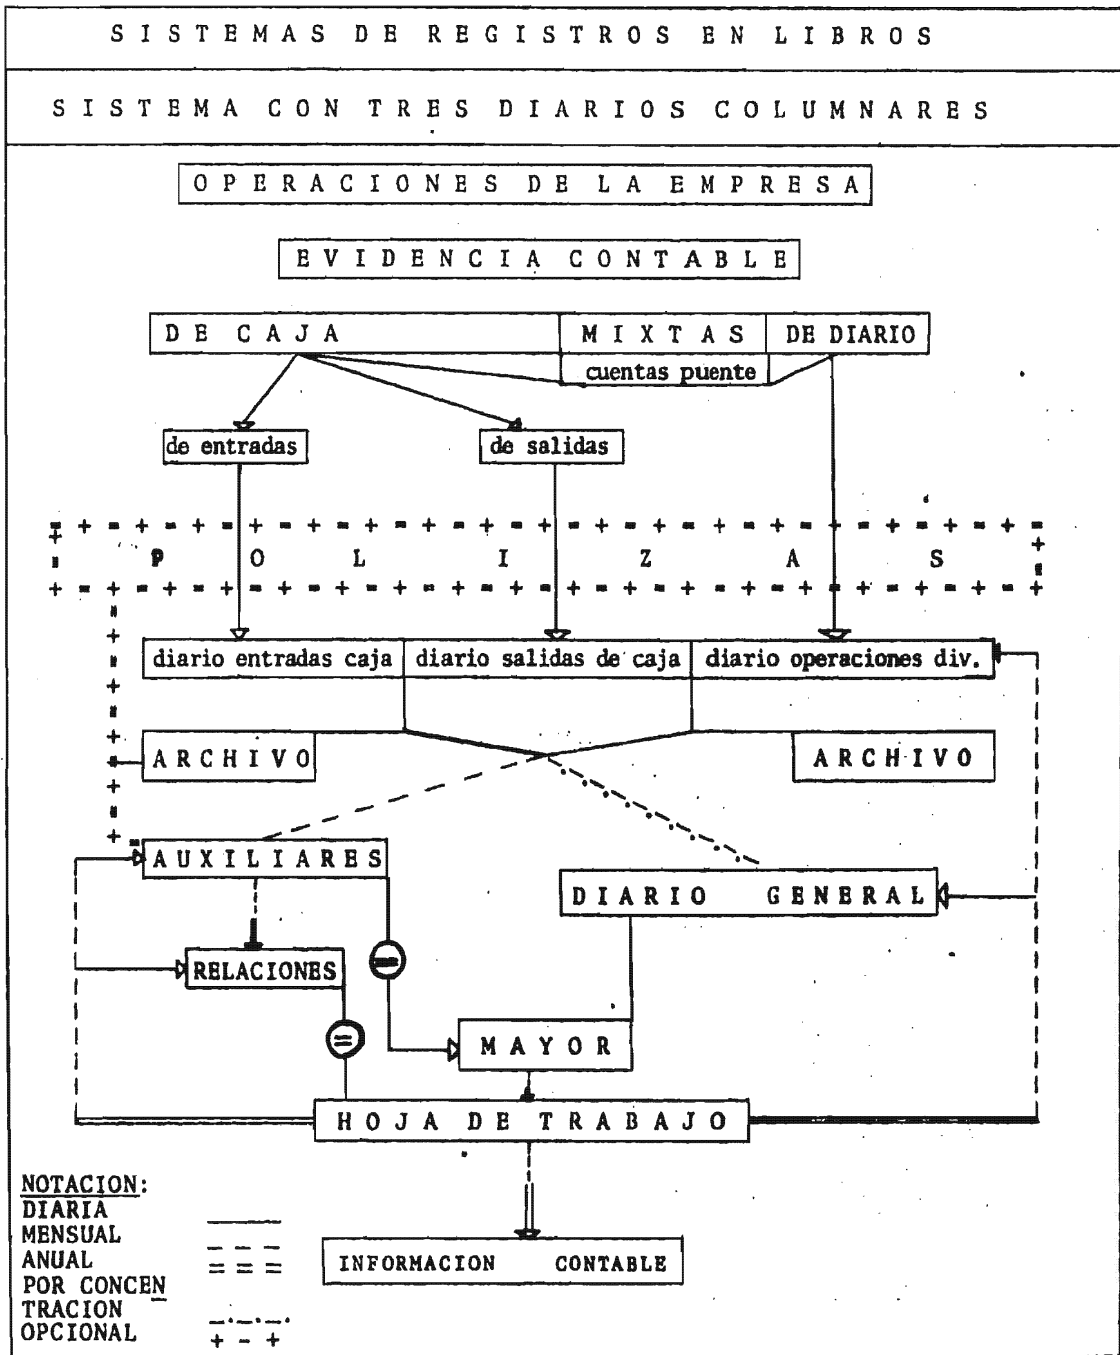 SISTEMAS DE REGISTROS EN LIBROS
SISTEMA CON TRES DIARIOS COLUMNARES
OPERACIONES DE LA EMPRESA
EVIDENCIA CONTABLE
DE CAJA MIXTAS DE DIARIO
cuentas puente
de entradas de salidas
POLIZAS
diario entradas caja diario salidas de caja diario operaciones div.
ARCHIVO ARCHIVO
AUXILIARES
DIARIO GENERAL
RELACIONES
=
=
MAYOR
HOJA DE TRABAJO
INFORMACION CONTABLE
NOTACION:
DIARIA
MENSUAL
ANUAL
POR CONCEN
TRACION
OPCIONAL + - +